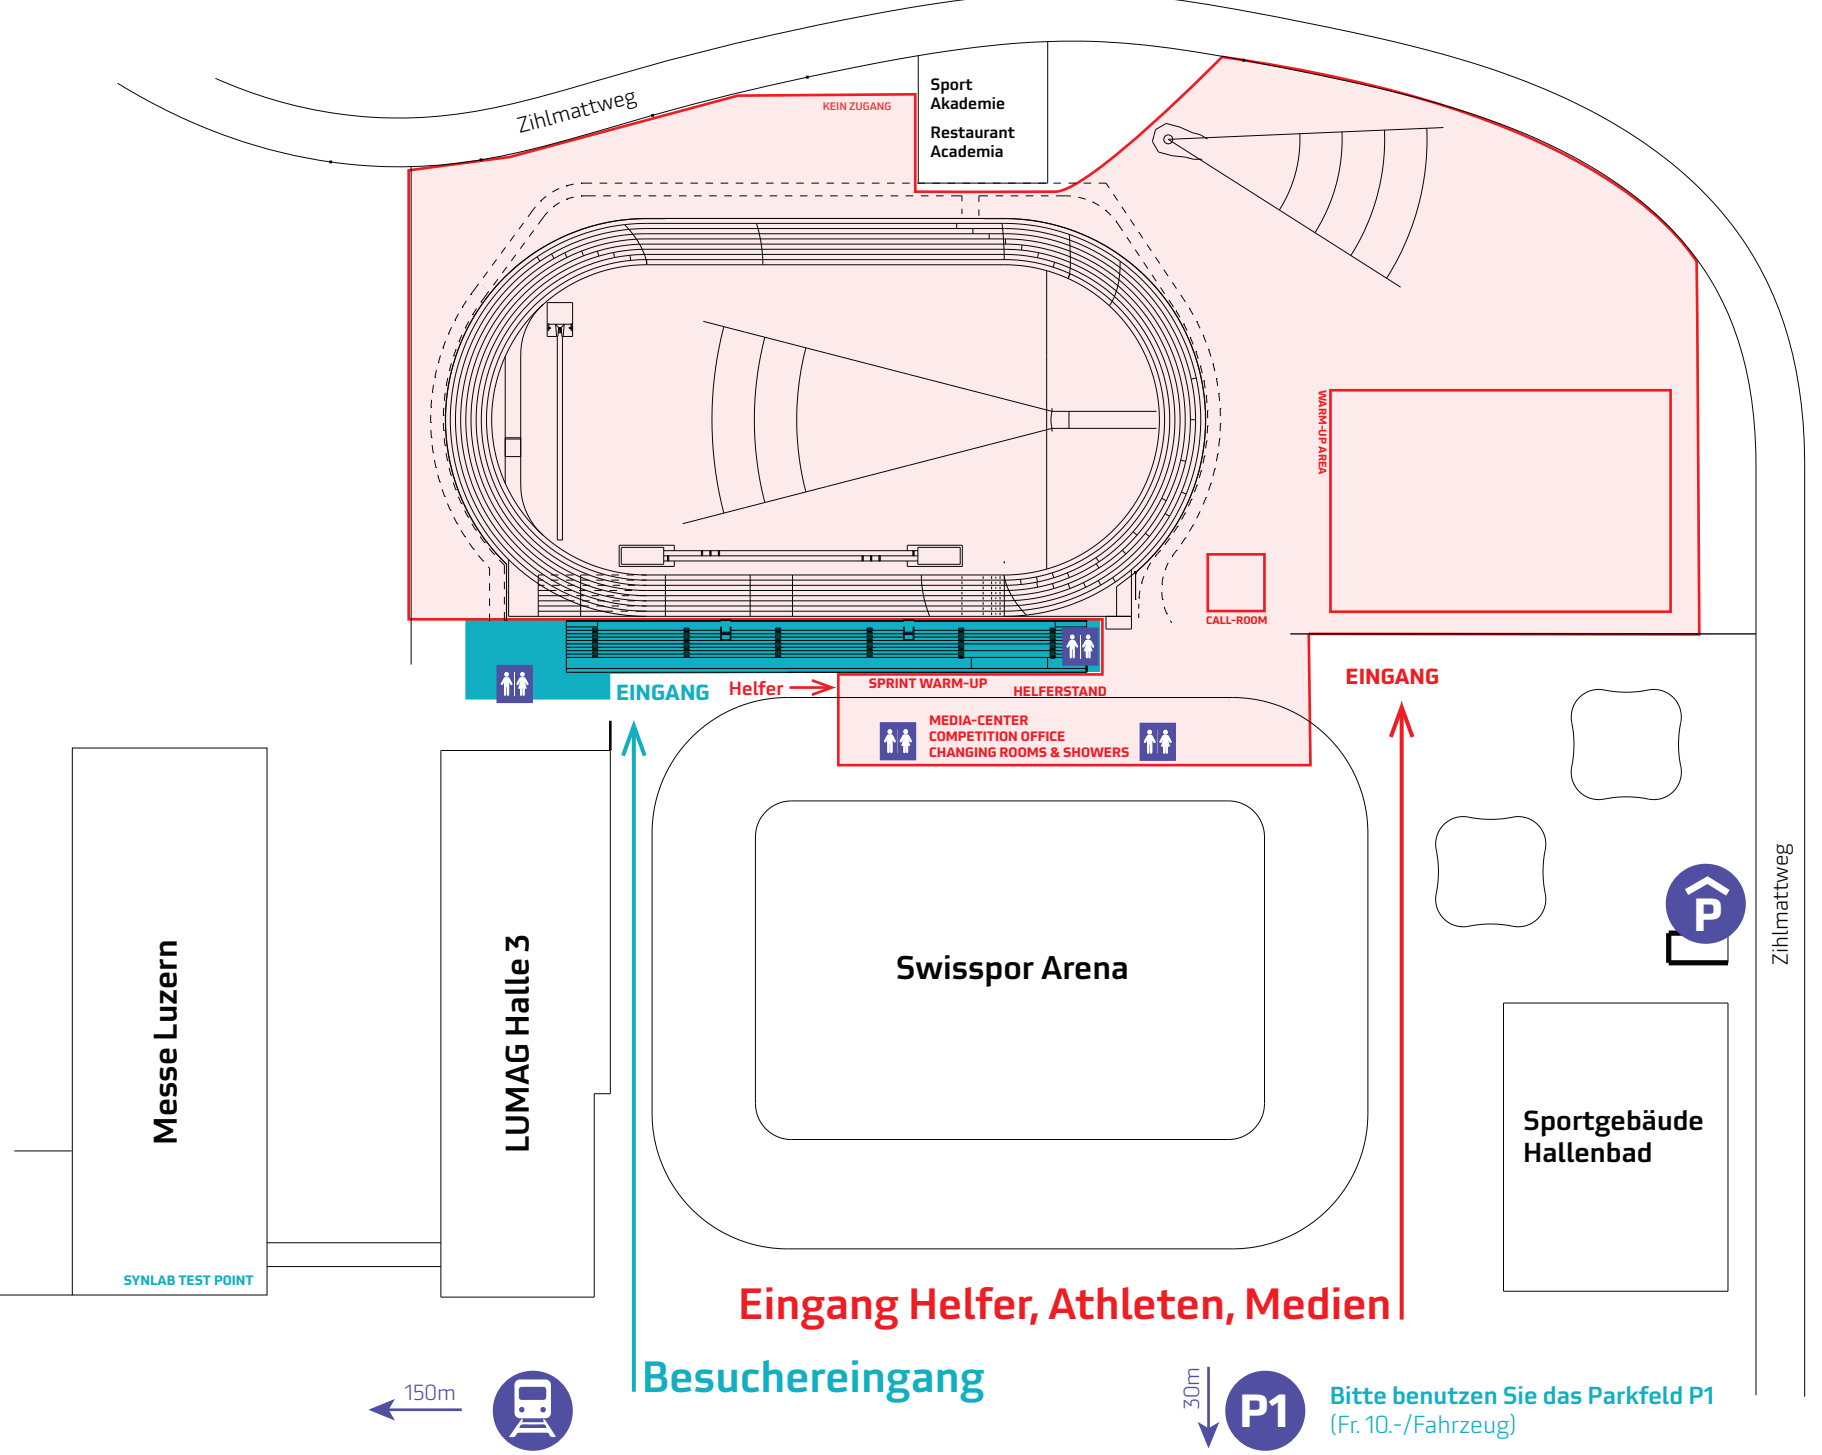 Zihlmattweg
KEIN ZUGANG
Sport
Akademie
Restaurant
Academia
WARM-UP AREA
CALL-ROOM
EINGANG
Helfer
SPRINT WARM-UP
HELFERSTAND
MEDIA-CENTER
COMPETITION OFFICE
CHANGING ROOMS & SHOWERS
EINGANG
Messe Luzern
LUMAG Halle 3
Swisspor Arena
P
Zihlmattweg
Sportgebäude
Hallenbad
SYNLAB TEST POINT
Eingang Helfer, Athleten, Medien
Besuchereingang
150m
30m
P1
Bitte benutzen Sie das Parkfeld P1
(Fr. 10.-/Fahrzeug)